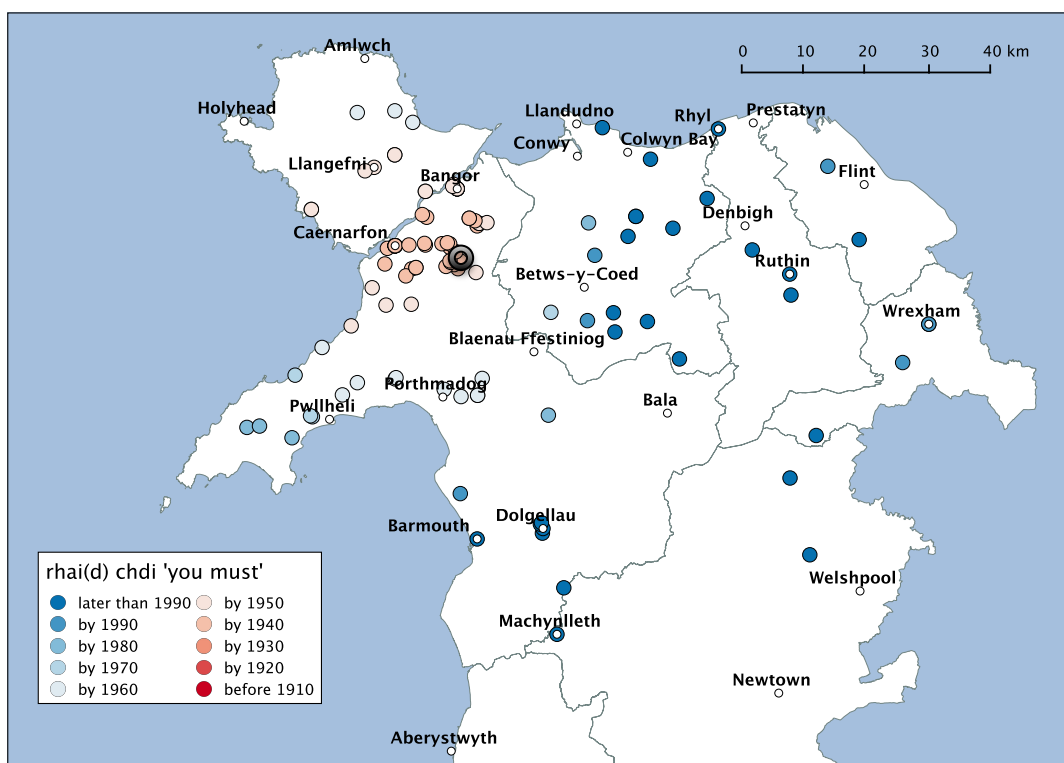 Amlwch
0 10 20 30 40 km
Holyhead
Llandudno
Rhyl
Prestatyn
Conwy
Colwyn Bay
Llangefni
Bangor
Flint
Denbigh
Caernarfon
Ruthin
Betws-y-Coed
Wrexham
Blaenau Ffestiniog
Porthmadog
Bala
Pwllheli
Dolgellau
Barmouth
rhai(d) chdi 'you must'
later than 1990
by 1990
by 1980
by 1970
by 1960
by 1950
by 1940
by 1930
by 1920
before 1910
Welshpool
Machynlleth
Newtown
Aberystwyth